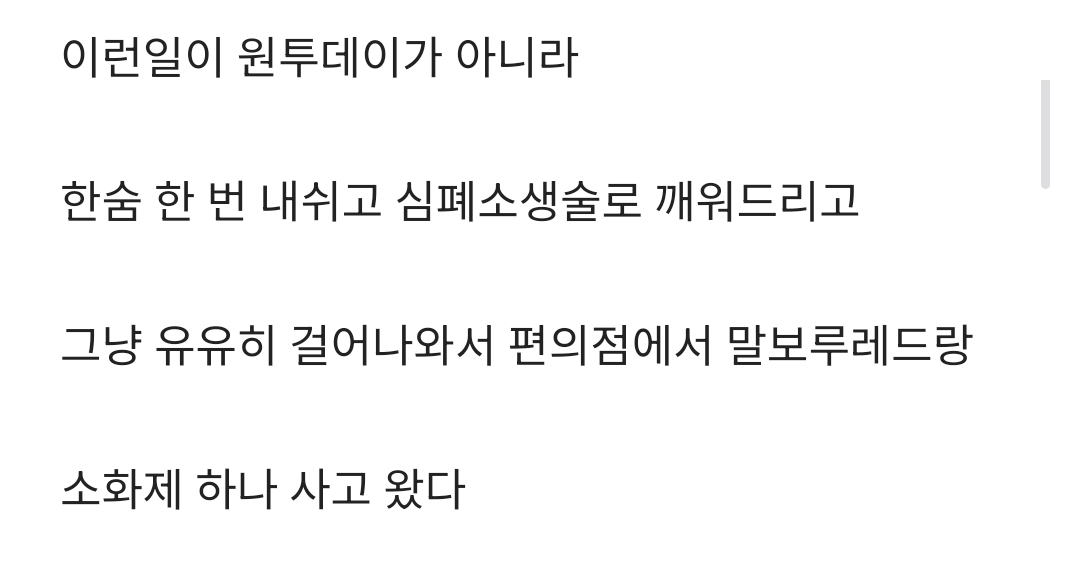 이런일이 원투데이가 아니라
한숨 한 번 내쉬고 심폐소생술로 깨워드리고
그냥 유유히 걸어나와서 편의점에서 말보루레드랑
소화제 하나 사고 왔다